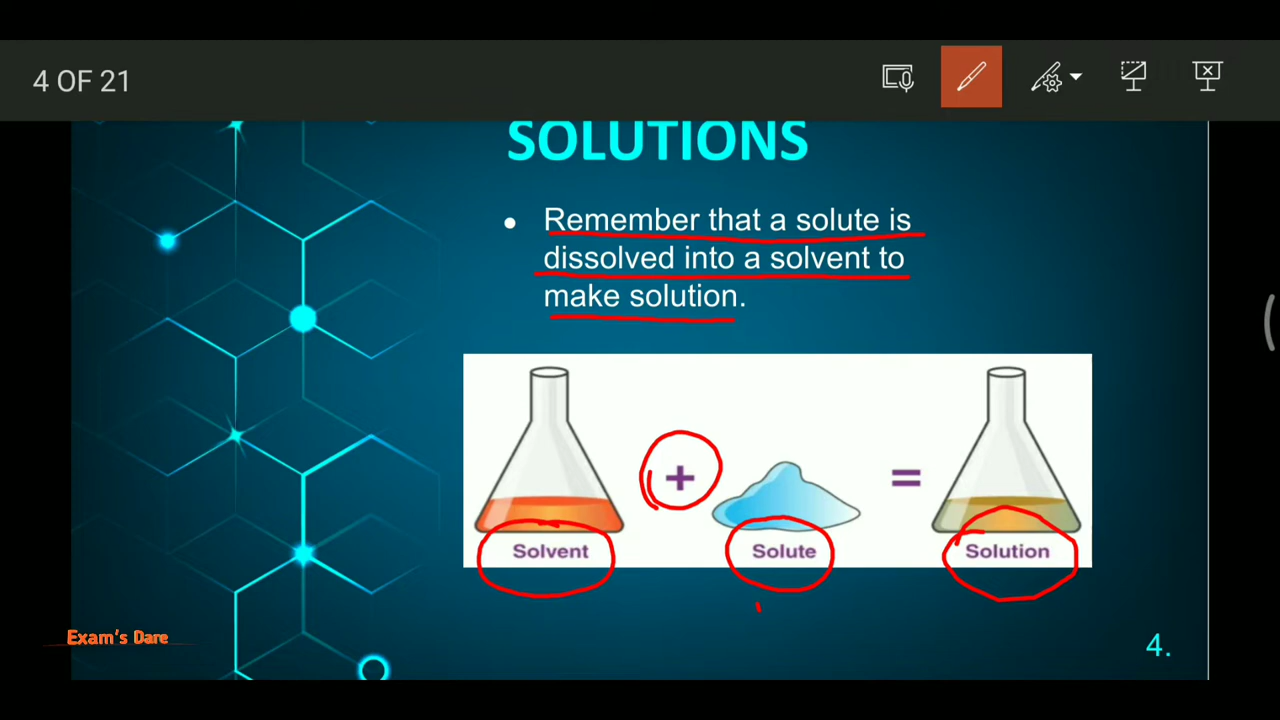 4 OF 21
SOLUTIONS
• Remember that a solute is
dissolved into a solvent to
make solution.
+
=
Solvent
Solute
Solution
Exam's Dare
4.